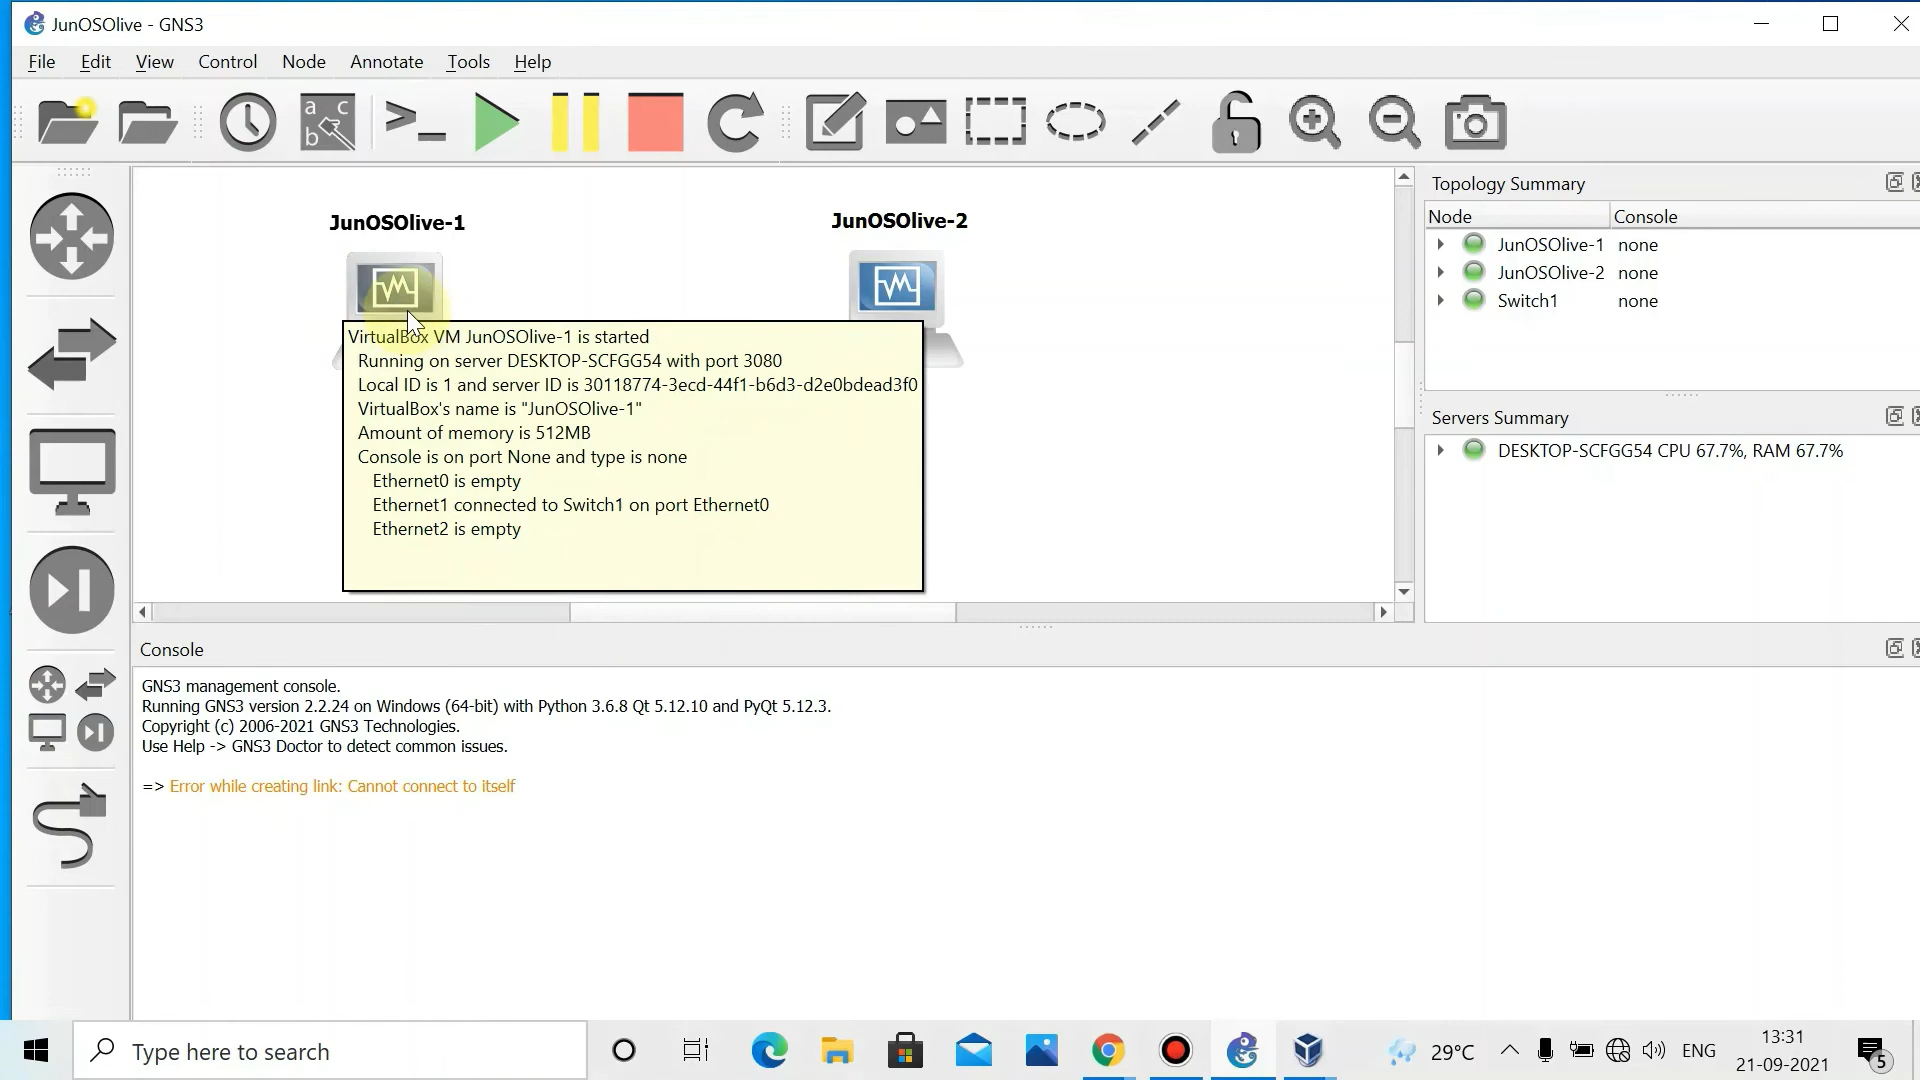 JunOSOlive - GNS3
File Edit View Control Node Annotate Tools Help
a c
b
JunOSOlive-1
JunOSOlive-2
VirtualBox VM JunOSOlive-1 is started
Running on server DESKTOP-SCFGG54 with port 3080
Local ID is 1 and server ID is 30118774-3ecd-44f1-b6d3-d2e0bdead3f0
VirtualBox's name is "JunOSOlive-1"
Amount of memory is 512MB
Console is on port None and type is none
Ethernet0 is empty
Ethernet1 connected to Switch1 on port Ethernet0
Ethernet2 is empty
Topology Summary
Node Console
JunOSOlive-1 none
JunOSOlive-2 none
Switch1 none
Servers Summary
DESKTOP-SCFGG54 CPU 67.7%, RAM 67.7%
Console
GNS3 management console.
Running GNS3 version 2.2.24 on Windows (64-bit) with Python 3.6.8 Qt 5.12.10 and PyQt 5.12.3.
Copyright (c) 2006-2021 GNS3 Technologies.
Use Help -> GNS3 Doctor to detect common issues.
=> Error while creating link: Cannot connect to itself
Type here to search
29°C
ENG
13:31
21-09-2021
5